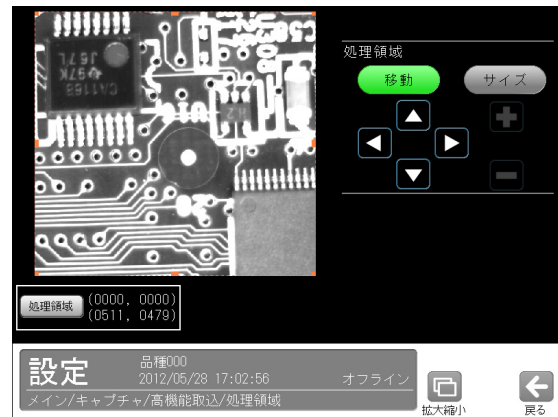 処理領域
移動
サイズ
処理領域
(0000, 0000)
(0511, 0479)
設定
品種000
2012/05/28 17:02:56
オフライン
メイン/キャプチャ/高機能取込/処理領域
拡大縮小
戻る